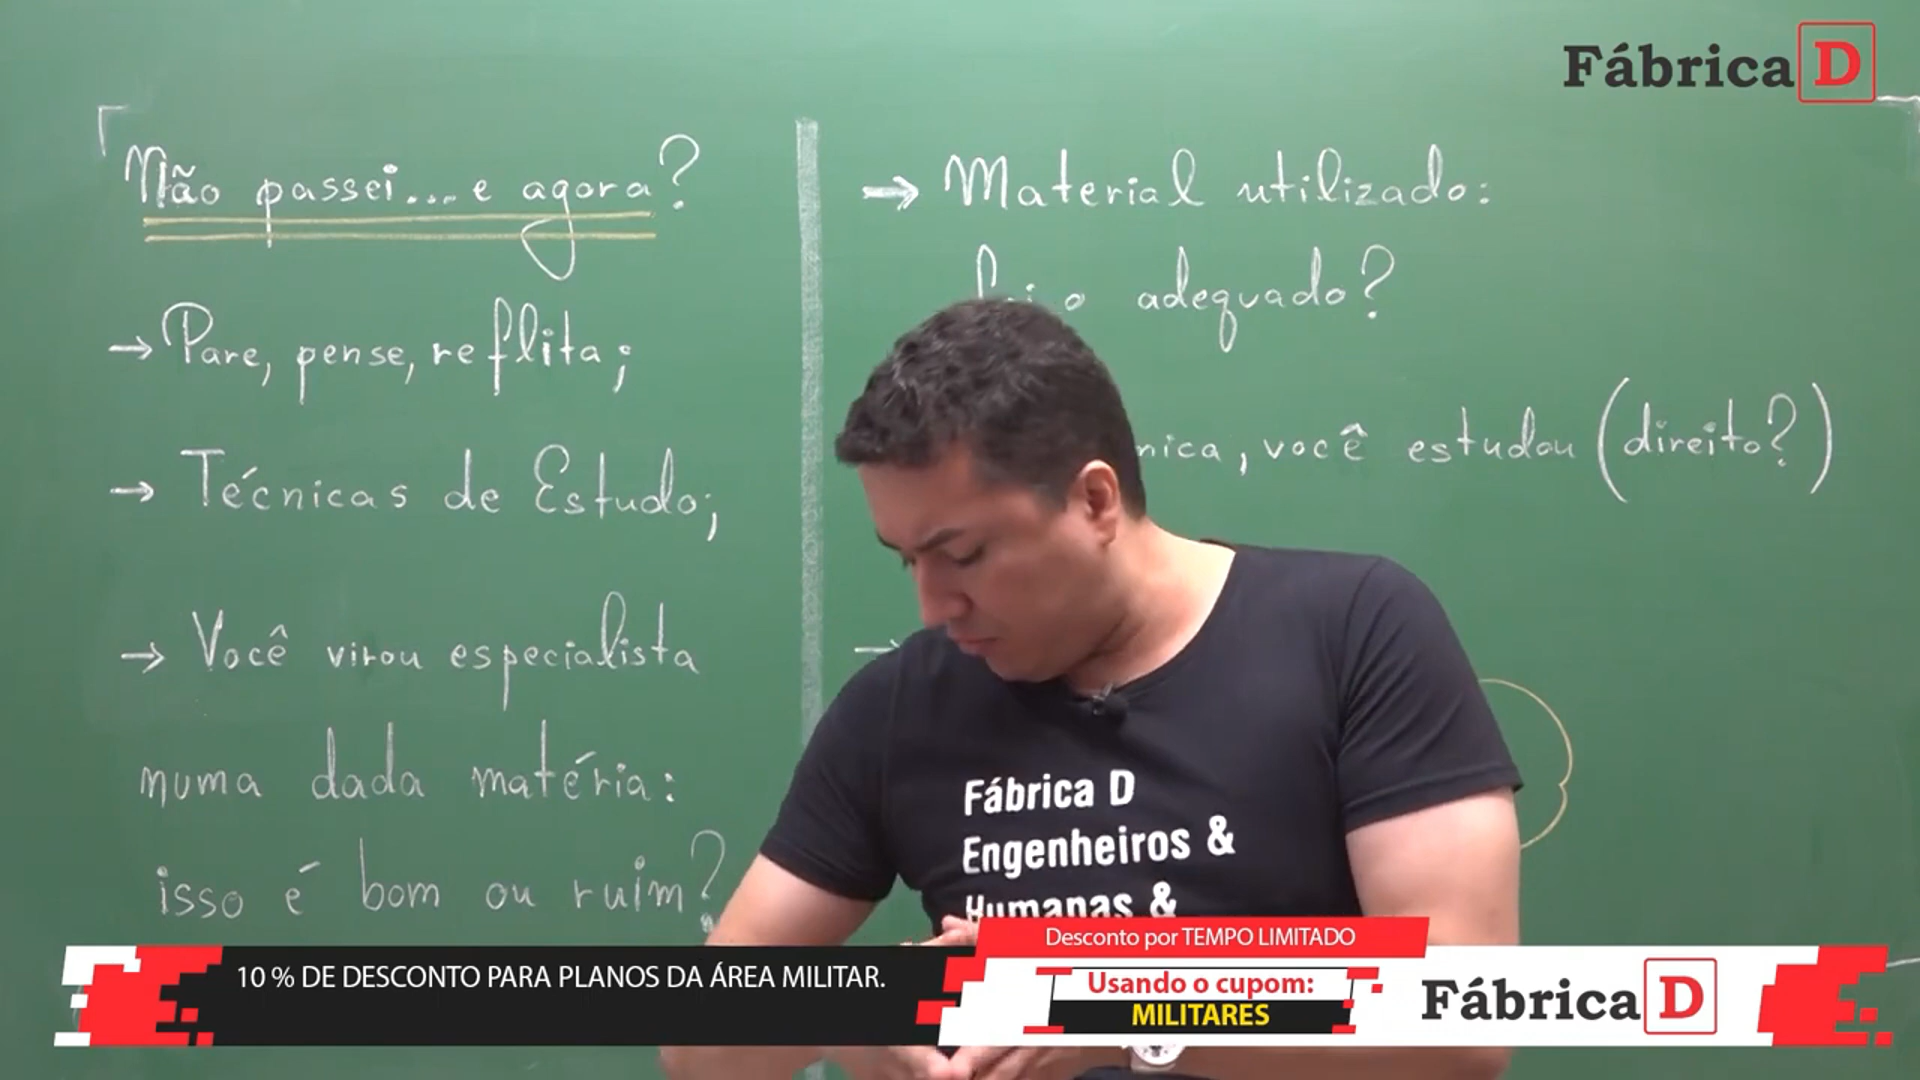 Fábrica D
Não passei... e agora?
→ Pare, pense, reflita;
→ Técnicas de Estudo;
→ Você virou especialista
numa dada matéria:
isso é bom ou ruim?
→ Material utilizado:
adequado?
, você estudou (direito?)
Fábrica D
Engenheiros &
Humanas &
10 % DE DESCONTO PARA PLANOS DA ÁREA MILITAR.
Desconto por TEMPO LIMITADO
Usando o cupom:
MILITARES
Fábrica D